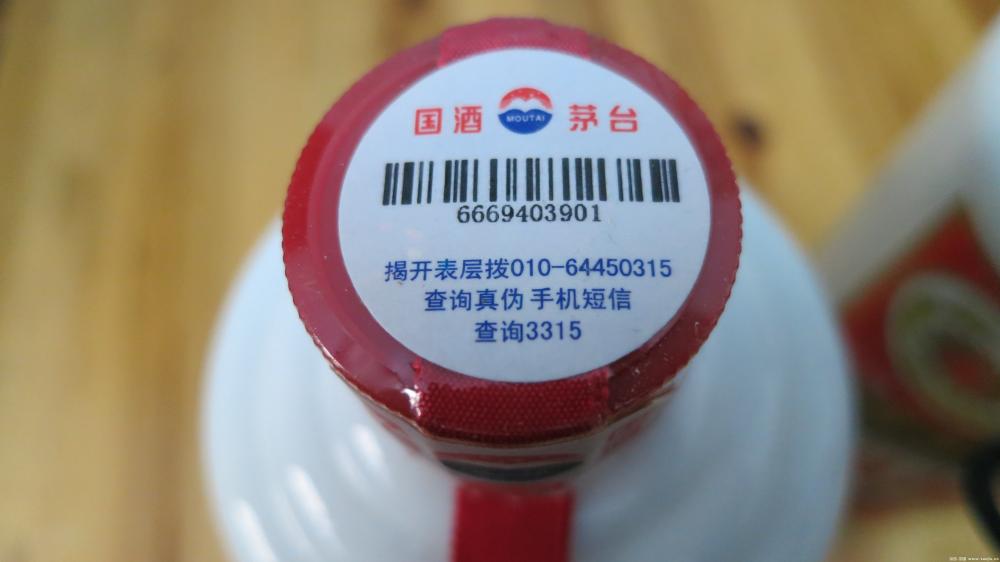 国酒 MOUTAI 茅台
6669403901
揭开表层拨010-64450315
查询真伪 手机短信
查询3315